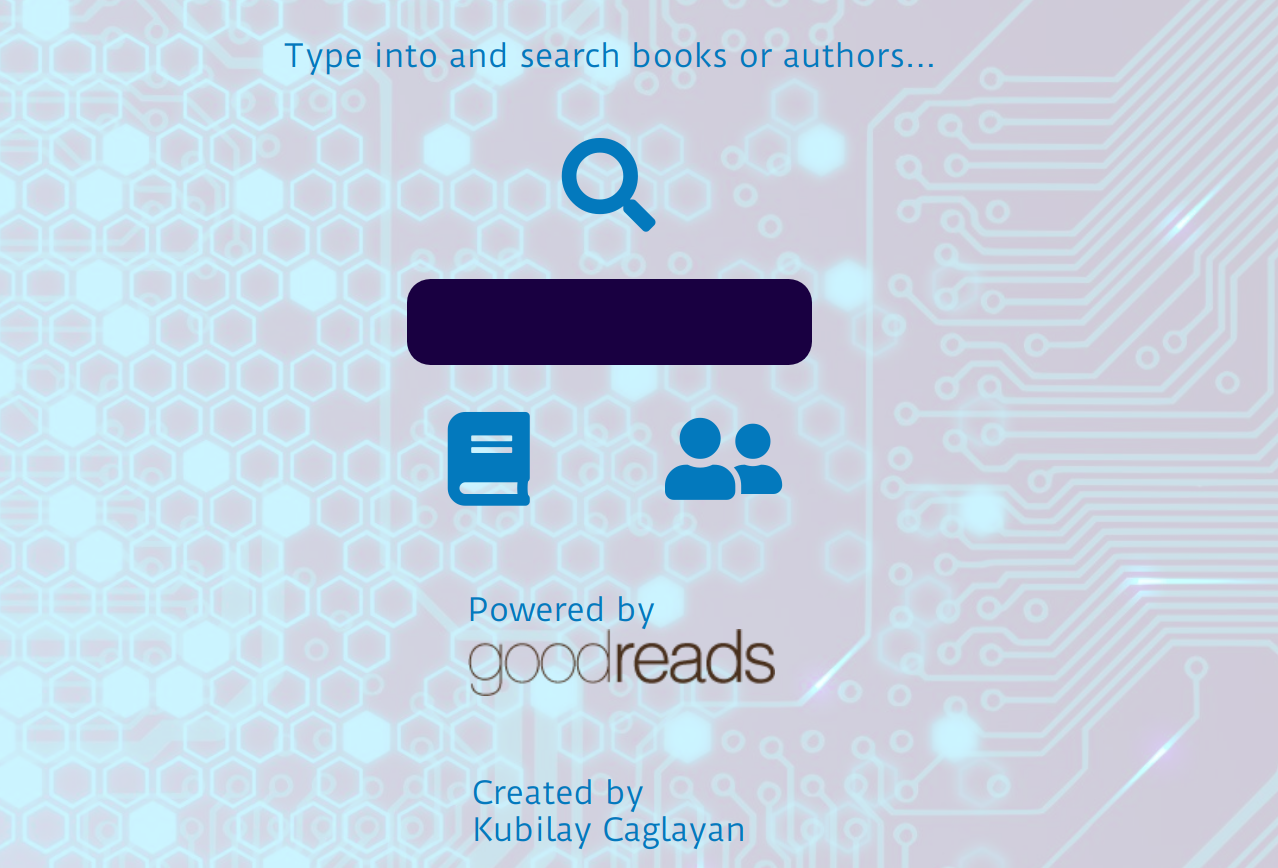 Type into and search books or authors...
Powered by
goodreads
Created by
Kubilay Caglayan